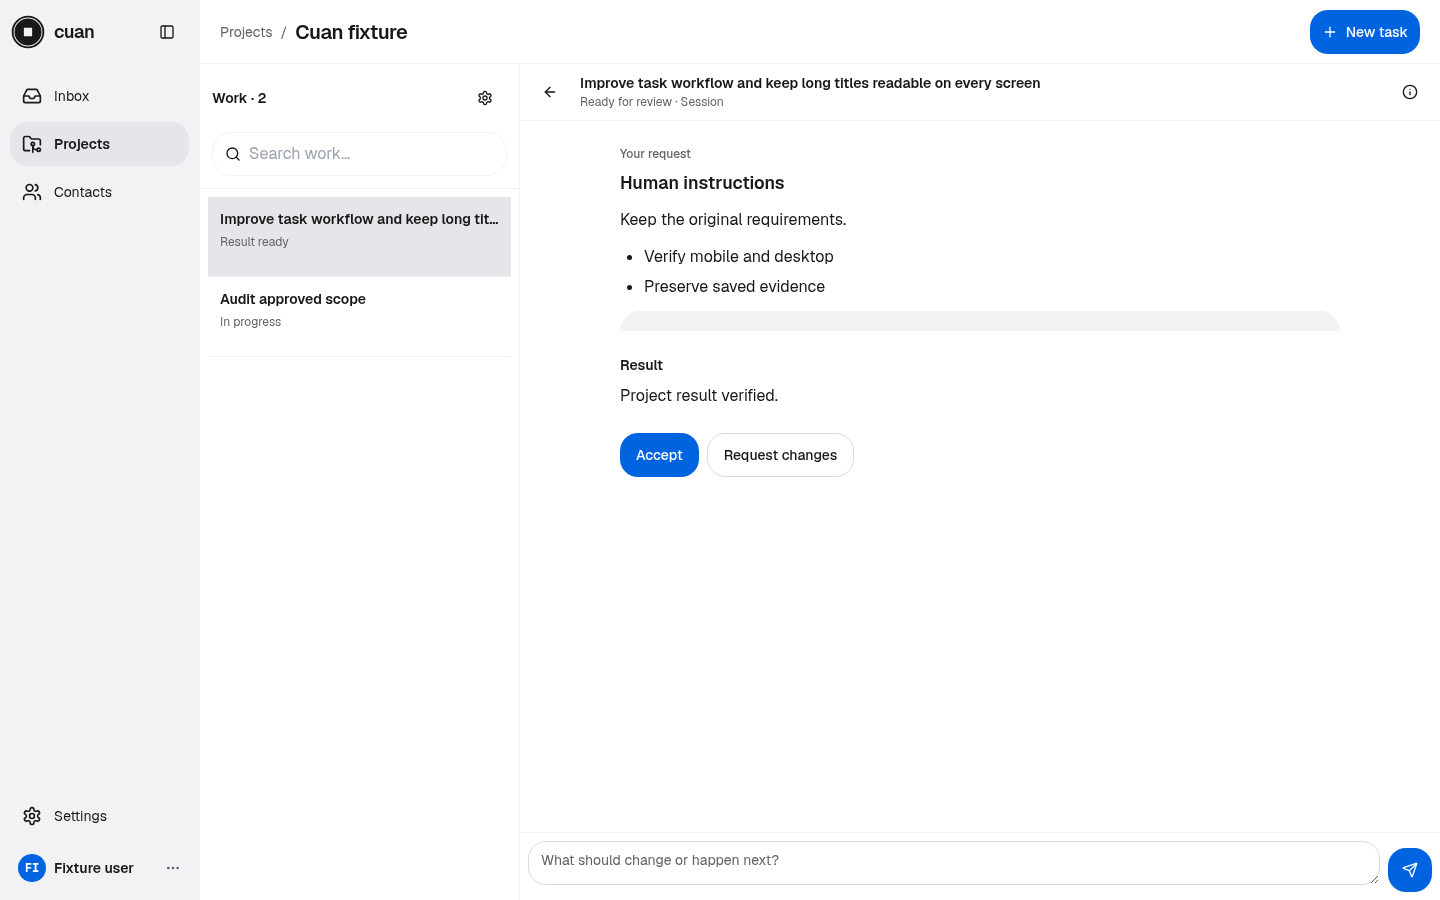 cuan
Inbox
Projects
Contacts
Settings
FI
Fixture user
Projects / Cuan fixture
New task
Work · 2
Search work...
Improve task workflow and keep long tit...
Result ready
Audit approved scope
In progress
Improve task workflow and keep long titles readable on every screen
Ready for review · Session
Your request
Human instructions
Keep the original requirements.
• Verify mobile and desktop
• Preserve saved evidence
Result
Project result verified.
Accept
Request changes
What should change or happen next?